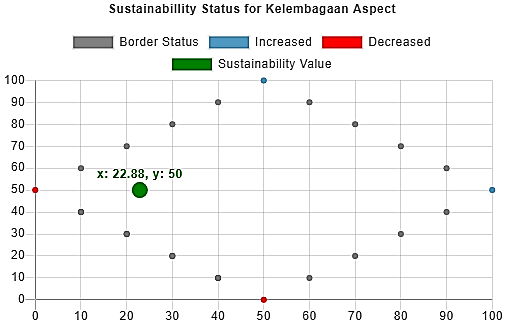 Sustainabillity Status for Kelembagaan Aspect
Border Status Increased Decreased
Sustainability Value
100
90
80
70
60
50
40
30
20
10
0
x: 22.88, y: 50
0 10 20 30 40 50 60 70 80 90 100